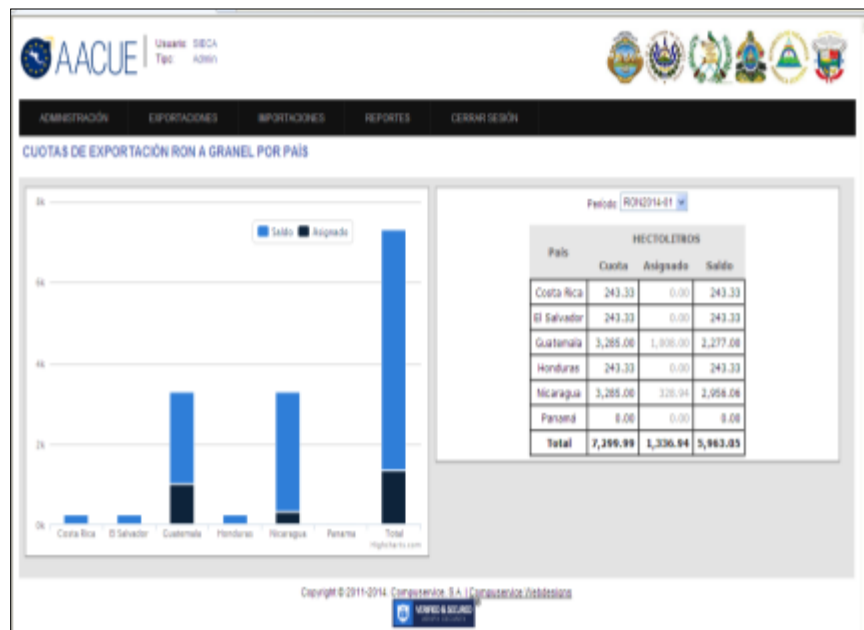 AACUE
Usuario: SIECA
Tipo: Admin
ADMINISTRACIÓN EXPORTACIONES IMPORTACIONES REPORTES CERRAR SESIÓN
CUOTAS DE EXPORTACIÓN RON A GRANEL POR PAÍS
8k
6k
4k
2k
0k
Saldo Asignado
Costa Rica El Salvador Guatemala Honduras Nicaragua Panama Total
Highcharts.com
Periodo RON2014-01
País HECTOLITROS
Cuota Asignado Saldo
Costa Rica 243.33 0.00 243.33
El Salvador 243.33 0.00 243.33
Guatemala 3,285.00 1,008.00 2,277.00
Honduras 243.33 0.00 243.33
Nicaragua 3,285.00 328.94 2,956.06
Panamá 0.00 0.00 0.00
Total 7,299.99 1,336.94 5,963.05
Copyright © 2011-2014. Compuservice, S.A. | Compuservice Webdesigns
VERIFIED & SECURED